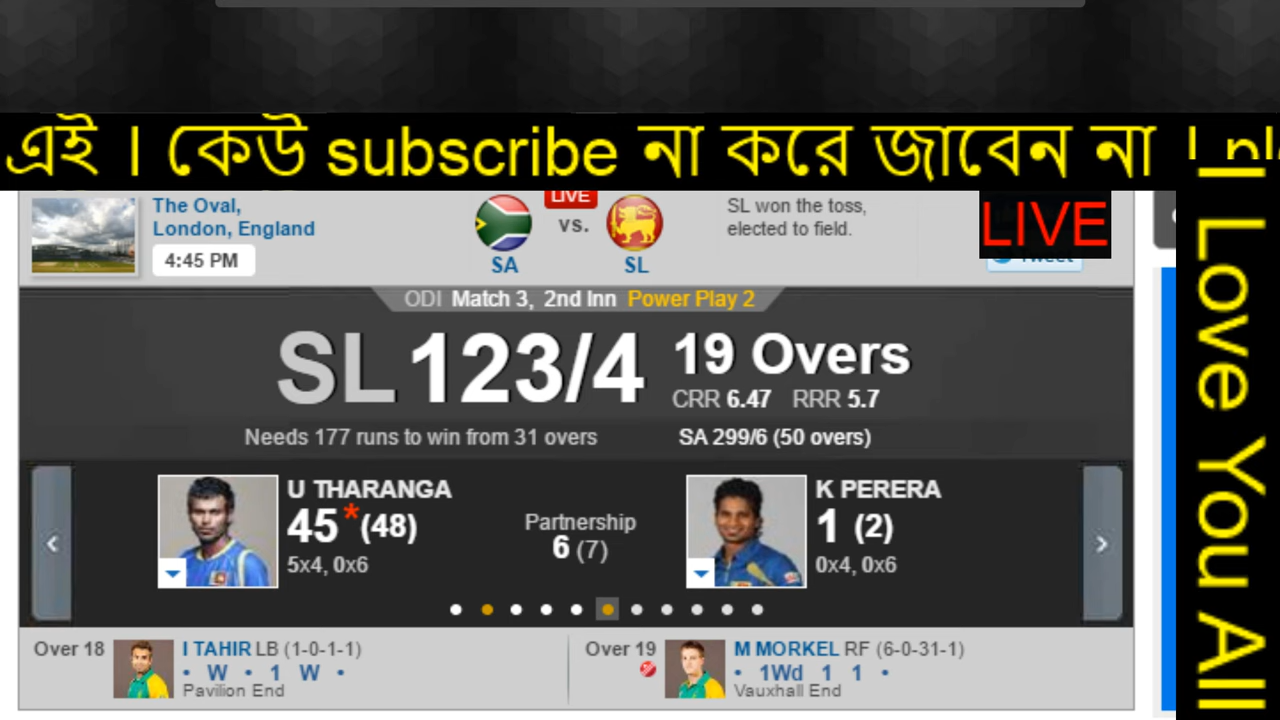 এই । কেউ subscribe না করে জাবেন না ।
The Oval,
London, England
4:45 PM
LIVE
vs.
SA
SL
SL won the toss,
elected to field.
LIVE
Tweet
ODI Match 3, 2nd Inn Power Play 2
SL 123/4
19 Overs
CRR 6.47 RRR 5.7
Needs 177 runs to win from 31 overs
SA 299/6 (50 overs)
U THARANGA
45* (48)
5x4, 0x6
Partnership
6 (7)
K PERERA
1 (2)
0x4, 0x6
Over 18
I TAHIR LB (1-0-1-1)
• W • 1 W •
Pavilion End
Over 19
M MORKEL RF (6-0-31-1)
• 1Wd 1 1 •
Vauxhall End
I Love You All